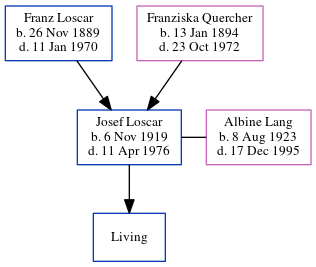 Franz Loscar
b. 26 Nov 1889
d. 11 Jan 1970
Franziska Quercher
b. 13 Jan 1894
d. 23 Oct 1972
Josef Loscar
b. 6 Nov 1919
d. 11 Apr 1976
Albine Lang
b. 8 Aug 1923
d. 17 Dec 1995
Living